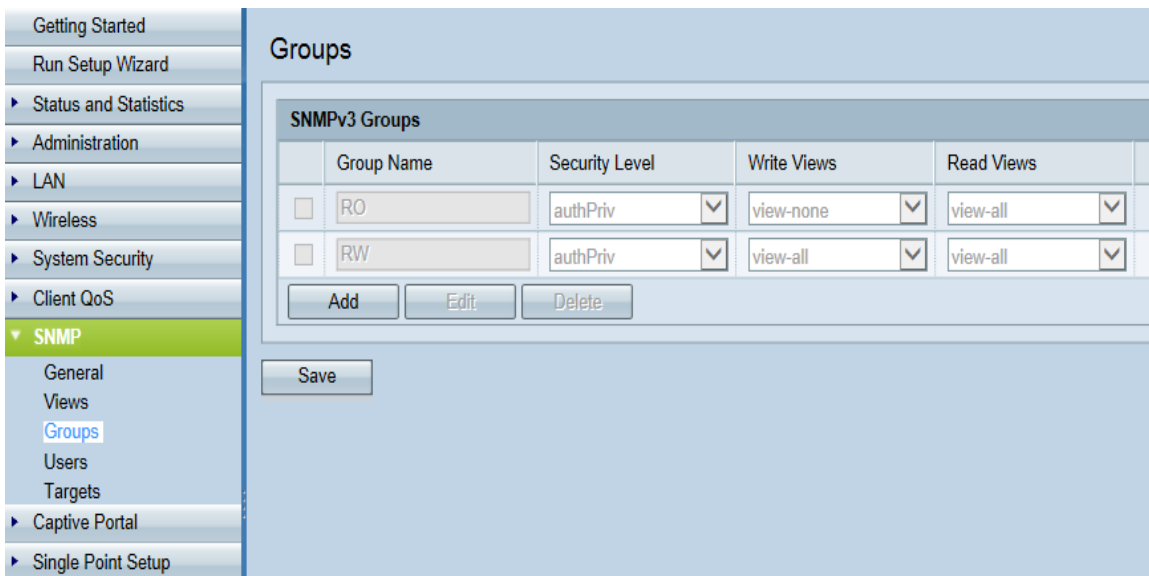 Getting Started
Run Setup Wizard
Status and Statistics
Administration
LAN
Wireless
System Security
Client QoS
SNMP
General
Views
Groups
Users
Targets
Captive Portal
Single Point Setup
Groups
SNMPv3 Groups
Group Name Security Level Write Views Read Views
RO authPriv view-none view-all
RW authPriv view-all view-all
Add Edit Delete
Save